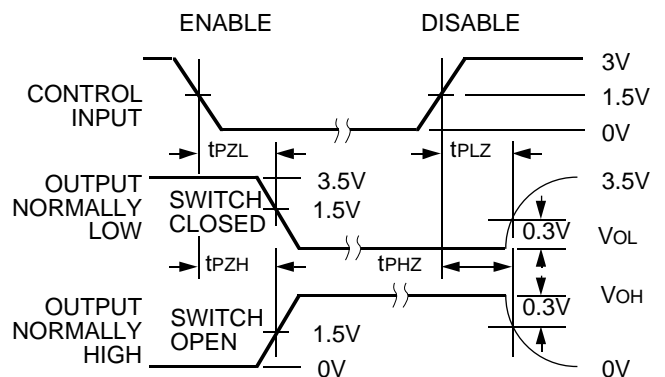 ENABLE
DISABLE
CONTROL
INPUT
3V
1.5V
0V
tPZL
tPLZ
OUTPUT
NORMALLY
LOW
SWITCH
CLOSED
3.5V
1.5V
3.5V
0.3V
VOL
tPZH
tPHZ
OUTPUT
NORMALLY
HIGH
SWITCH
OPEN
1.5V
0V
0.3V
VOH
0V